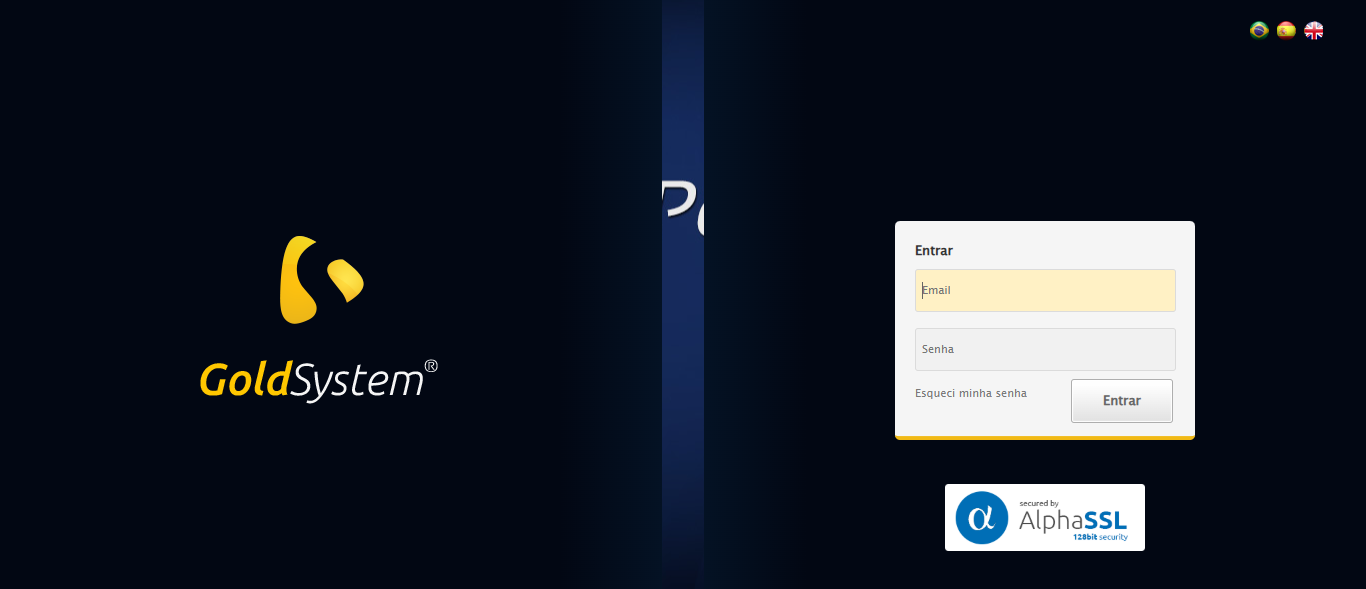 GoldSystem®
Entrar
Email
Senha
Esqueci minha senha
Entrar
secured by
AlphaSSL
128bit security